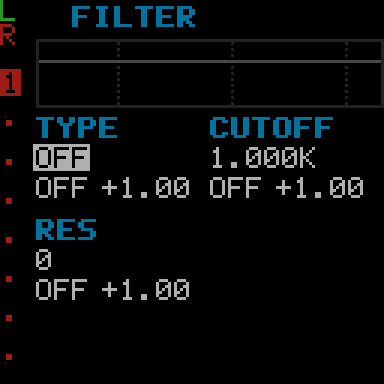 L
R
FILTER
1
TYPE CUTOFF
OFF 1.000K
OFF +1.00 OFF +1.00
RES
0
OFF +1.00